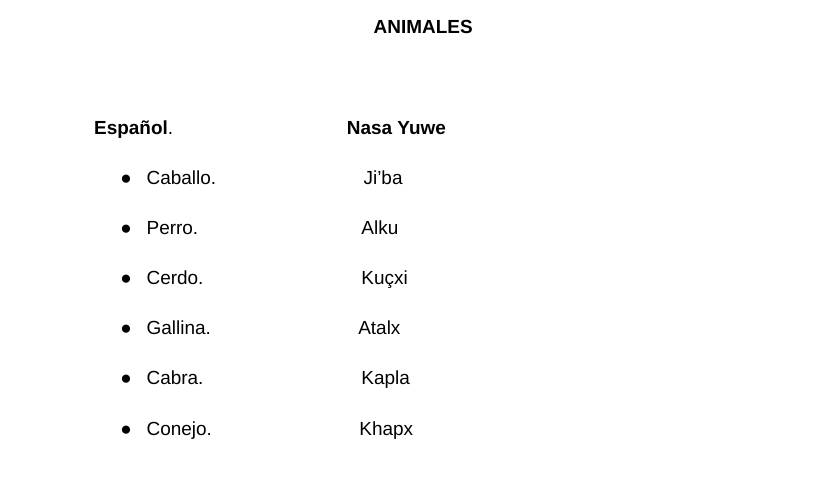 ANIMALES
Español. Nasa Yuwe
● Caballo. Ji’ba
● Perro. Alku
● Cerdo. Kuçxi
● Gallina. Atalx
● Cabra. Kapla
● Conejo. Khapx